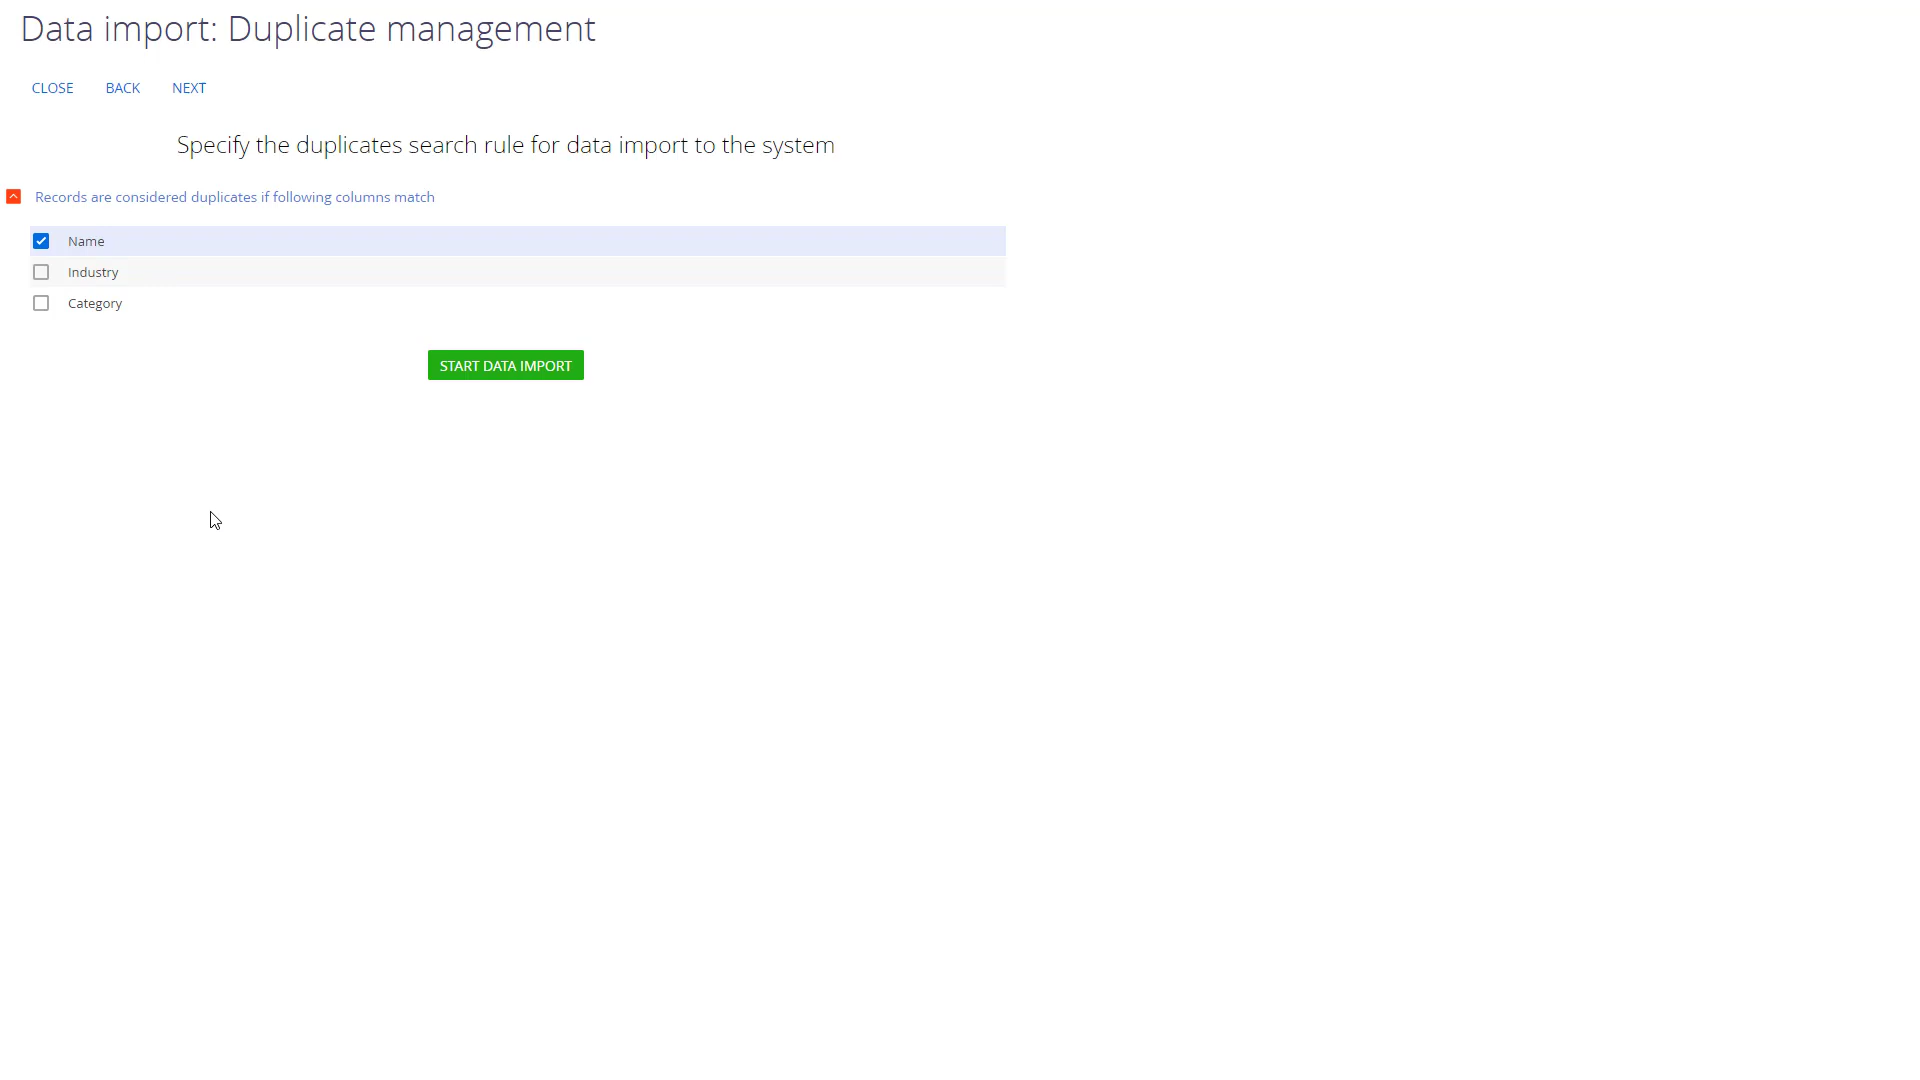 Data import: Duplicate management
CLOSE BACK NEXT
Specify the duplicates search rule for data import to the system
Records are considered duplicates if following columns match
Name
Industry
Category
START DATA IMPORT